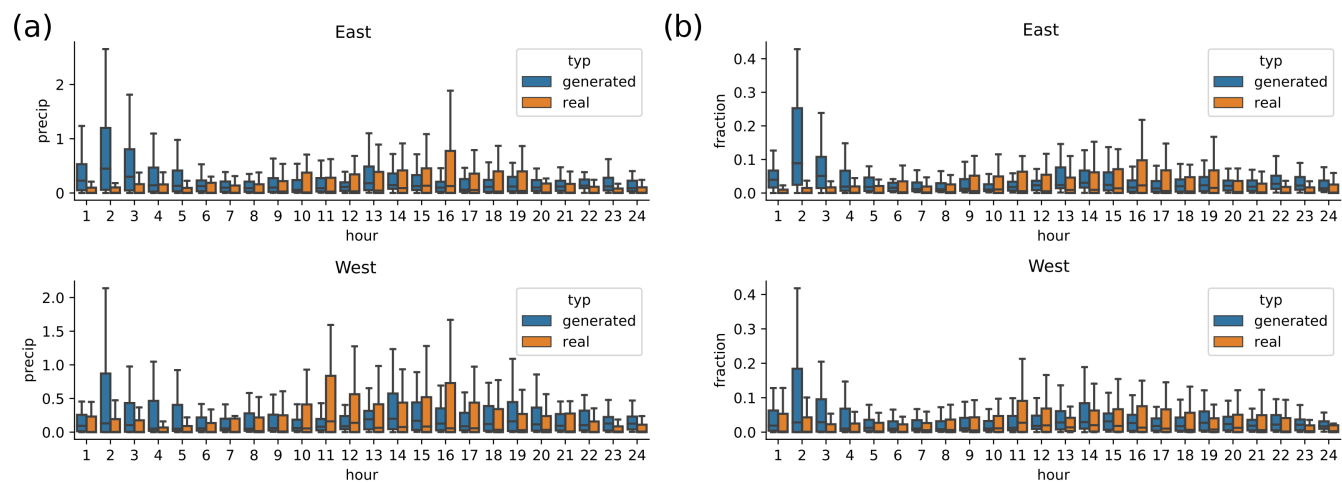 (a)
East
precip
2
1
0
typ
generated
real
1 2 3 4 5 6 7 8 9 10 11 12 13 14 15 16 17 18 19 20 21 22 23 24
hour
West
precip
2.0
1.5
1.0
0.5
0.0
typ
generated
real
1 2 3 4 5 6 7 8 9 10 11 12 13 14 15 16 17 18 19 20 21 22 23 24
hour
(b)
East
fraction
0.4
0.3
0.2
0.1
0.0
typ
generated
real
1 2 3 4 5 6 7 8 9 10 11 12 13 14 15 16 17 18 19 20 21 22 23 24
hour
West
fraction
0.4
0.3
0.2
0.1
0.0
typ
generated
real
1 2 3 4 5 6 7 8 9 10 11 12 13 14 15 16 17 18 19 20 21 22 23 24
hour